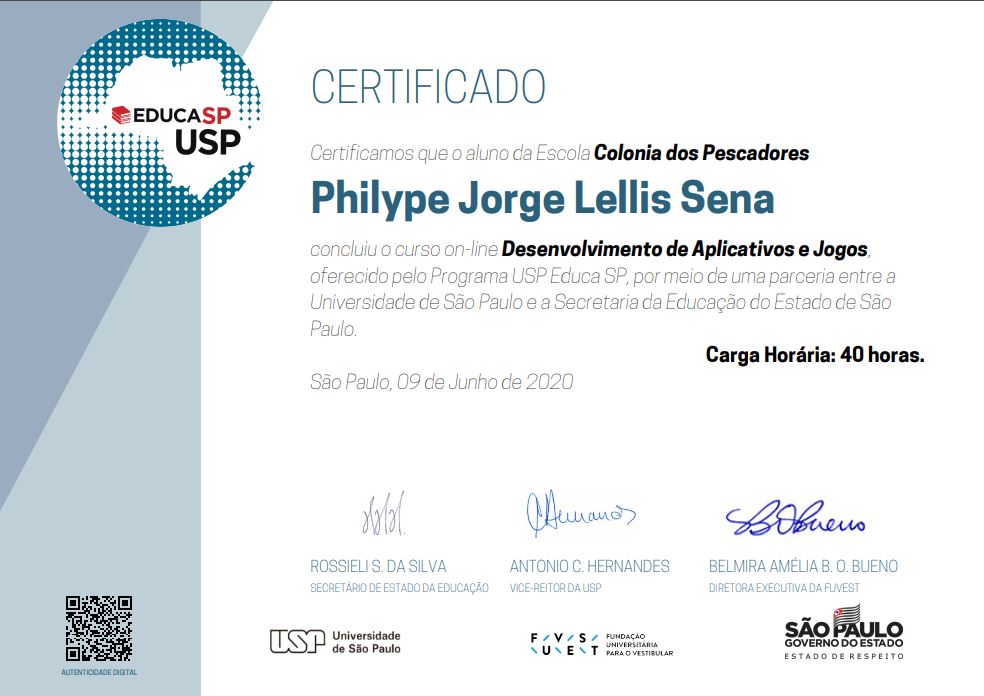 EDUCASP
USP
CERTIFICADO
Certificamos que o aluno da Escola Colonia dos Pescadores
Philype Jorge Lellis Sena
concluiu o curso on-line Desenvolvimento de Aplicativos e Jogos,
oferecido pelo Programa USP Educa SP, por meio de uma parceria entre a
Universidade de São Paulo e a Secretaria da Educação do Estado de São
Paulo.
Carga Horária: 40 horas.
São Paulo, 09 de Junho de 2020
ROSSIELI S. DA SILVA
SECRETÁRIO DE ESTADO DA EDUCAÇÃO
ANTONIO C. HERNANDES
VICE-REITOR DA USP
BELMIRA AMÉLIA B. O. BUENO
DIRETORA EXECUTIVA DA FUVEST
AUTENTICIDADE DIGITAL
USP
Universidade
de São Paulo
FUVEST
FUNDAÇÃO
UNIVERSITÁRIA
PARA O VESTIBULAR
SÃO PAULO
GOVERNO DO ESTADO
ESTADO DE RESPEITO